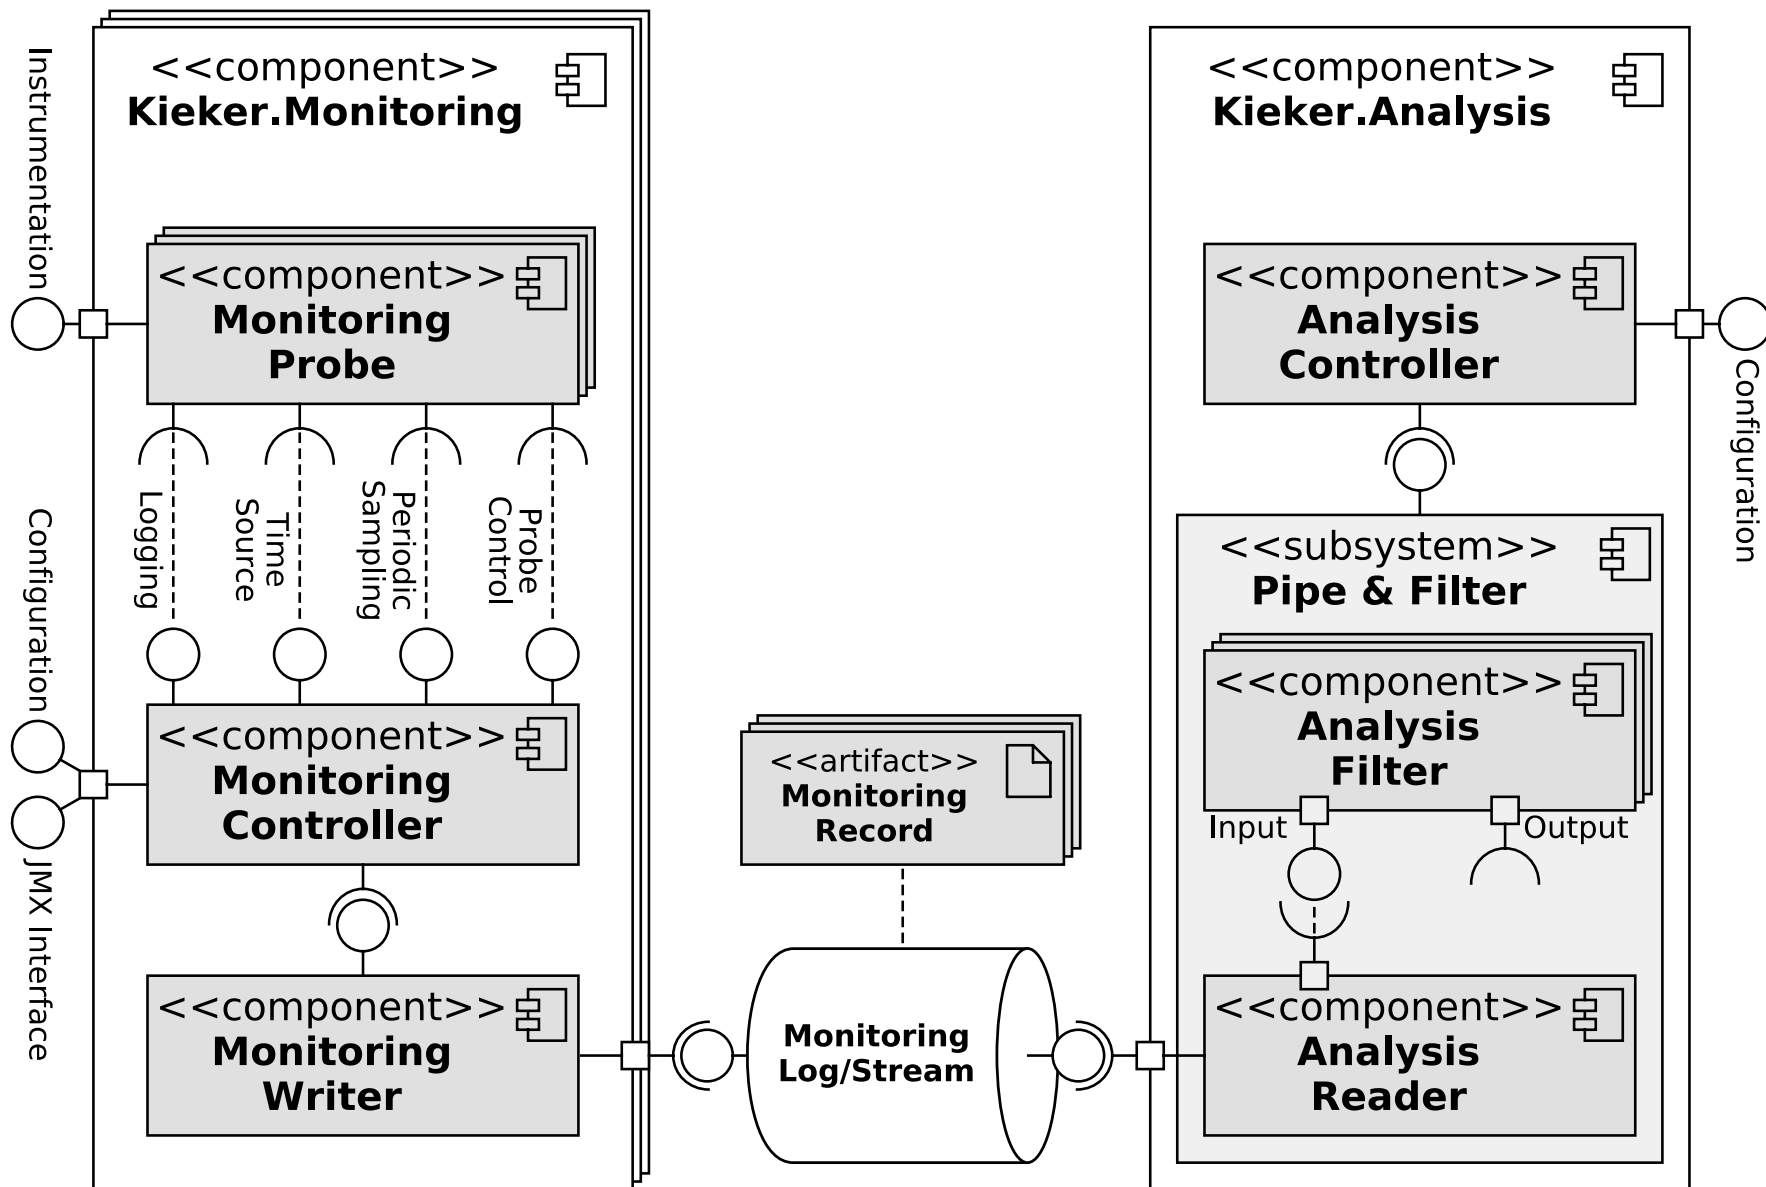 <<component>>
Kieker.Monitoring
Instrumentation
<<component>>
Monitoring
Probe
Logging
Time
Source
Periodic
Sampling
Probe
Control
Configuration
JMX Interface
<<component>>
Monitoring
Controller
<<component>>
Monitoring
Writer
<<artifact>>
Monitoring
Record
Monitoring
Log/Stream
<<component>>
Kieker.Analysis
<<component>>
Analysis
Controller
Configuration
<<subsystem>>
Pipe & Filter
<<component>>
Analysis
Filter
Input
Output
<<component>>
Analysis
Reader